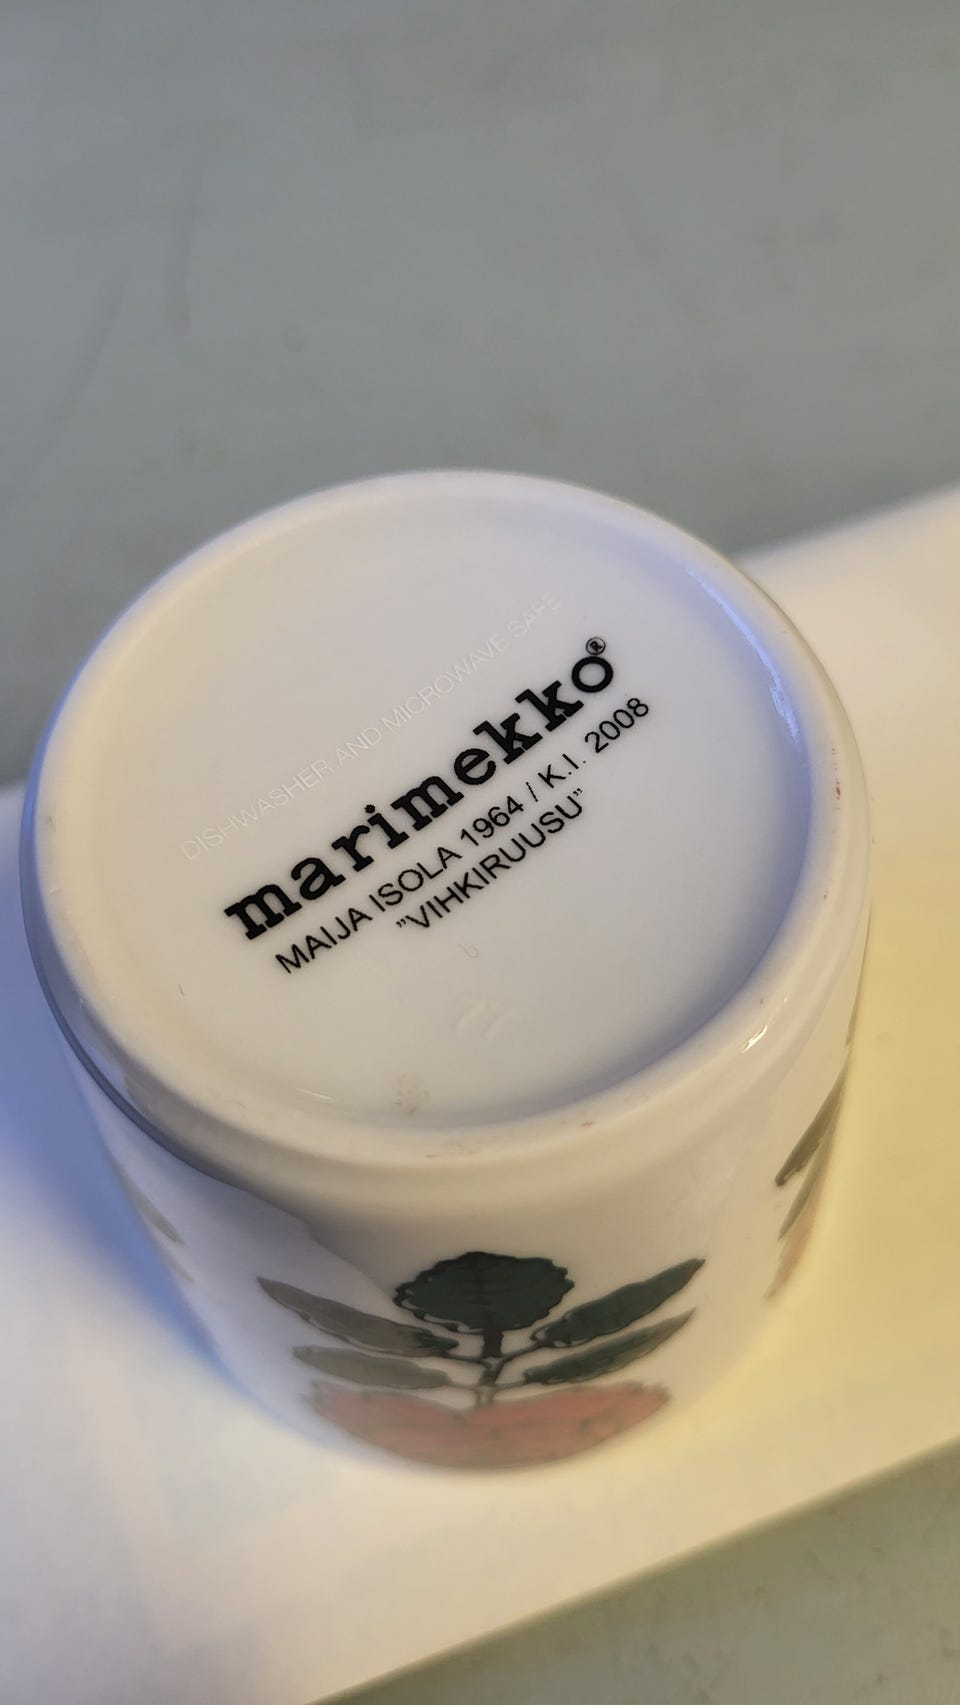 DISHWASHER AND MICROWAVE SAFE
marimekko®
MAIJA ISOLA 1964 / K.I. 2008
”VIHKIRUUSU”